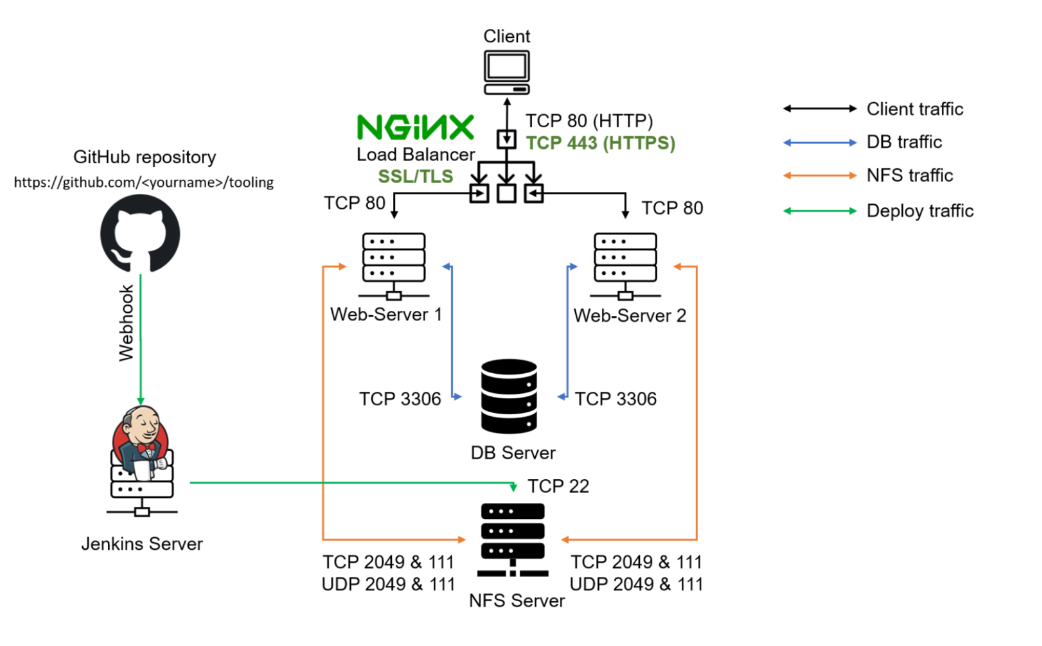 Client
NGINX
TCP 80 (HTTP)
TCP 443 (HTTPS)
Load Balancer
SSL/TLS
Client traffic
DB traffic
NFS traffic
Deploy traffic
GitHub repository
https://github.com/<yourname>/tooling
TCP 80
TCP 80
Webhook
Web-Server 1
Web-Server 2
TCP 3306
TCP 3306
DB Server
TCP 22
Jenkins Server
TCP 2049 & 111
UDP 2049 & 111
TCP 2049 & 111
UDP 2049 & 111
NFS Server